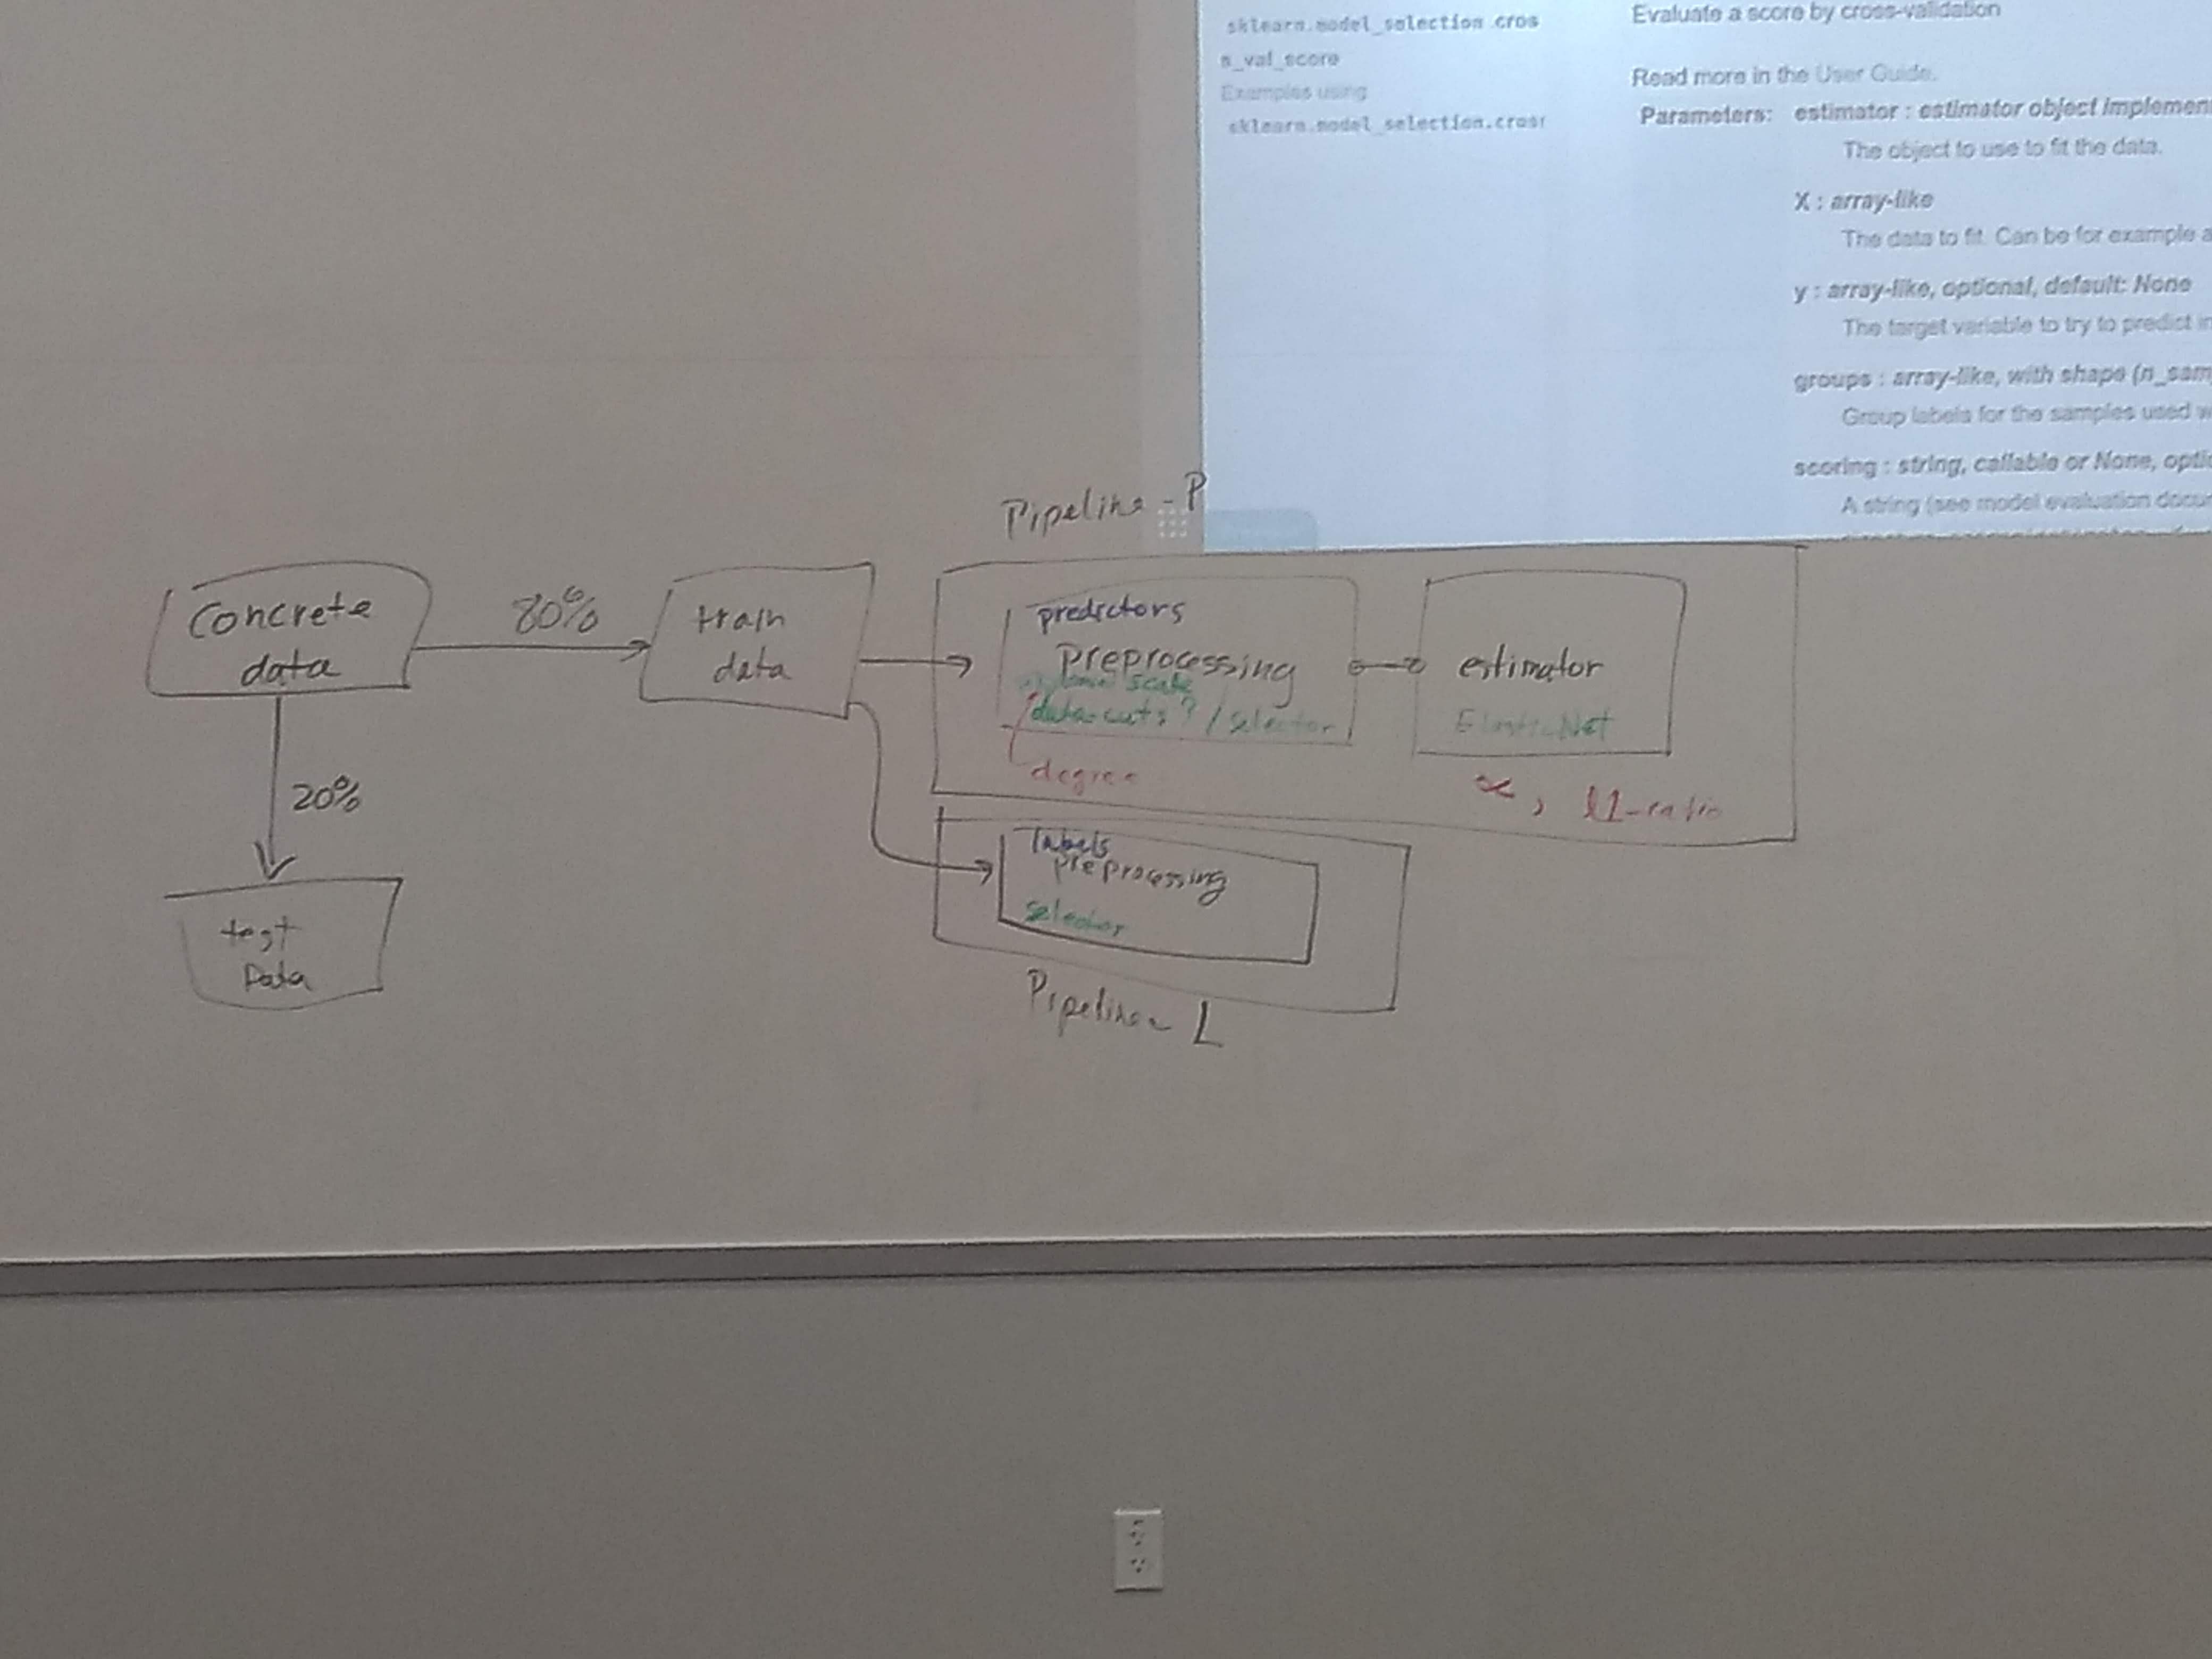 sklearn.model_selection.cros
s_val_score
Examples using
sklearn.model_selection.cros
Evaluate a score by cross-validation
Read more in the User Guide.
Parameters: estimator : estimator object implemen
The object to use to fit the data.
X : array-like
The data to fit. Can be for example a
y : array-like, optional, default: None
The target variable to try to predict in
groups : array-like, with shape (n_sam
Group labels for the samples used w
scoring : string, callable or None, optio
A string (see model evaluation docu
Pipeline - P
Concrete
data
80%
train
data
predictors
preprocessing
scale
data cuts? / selector
degree
estimator
ElasticNet
α, l1-ratio
20%
test
Data
labels
preprocessing
selector
Pipeline L